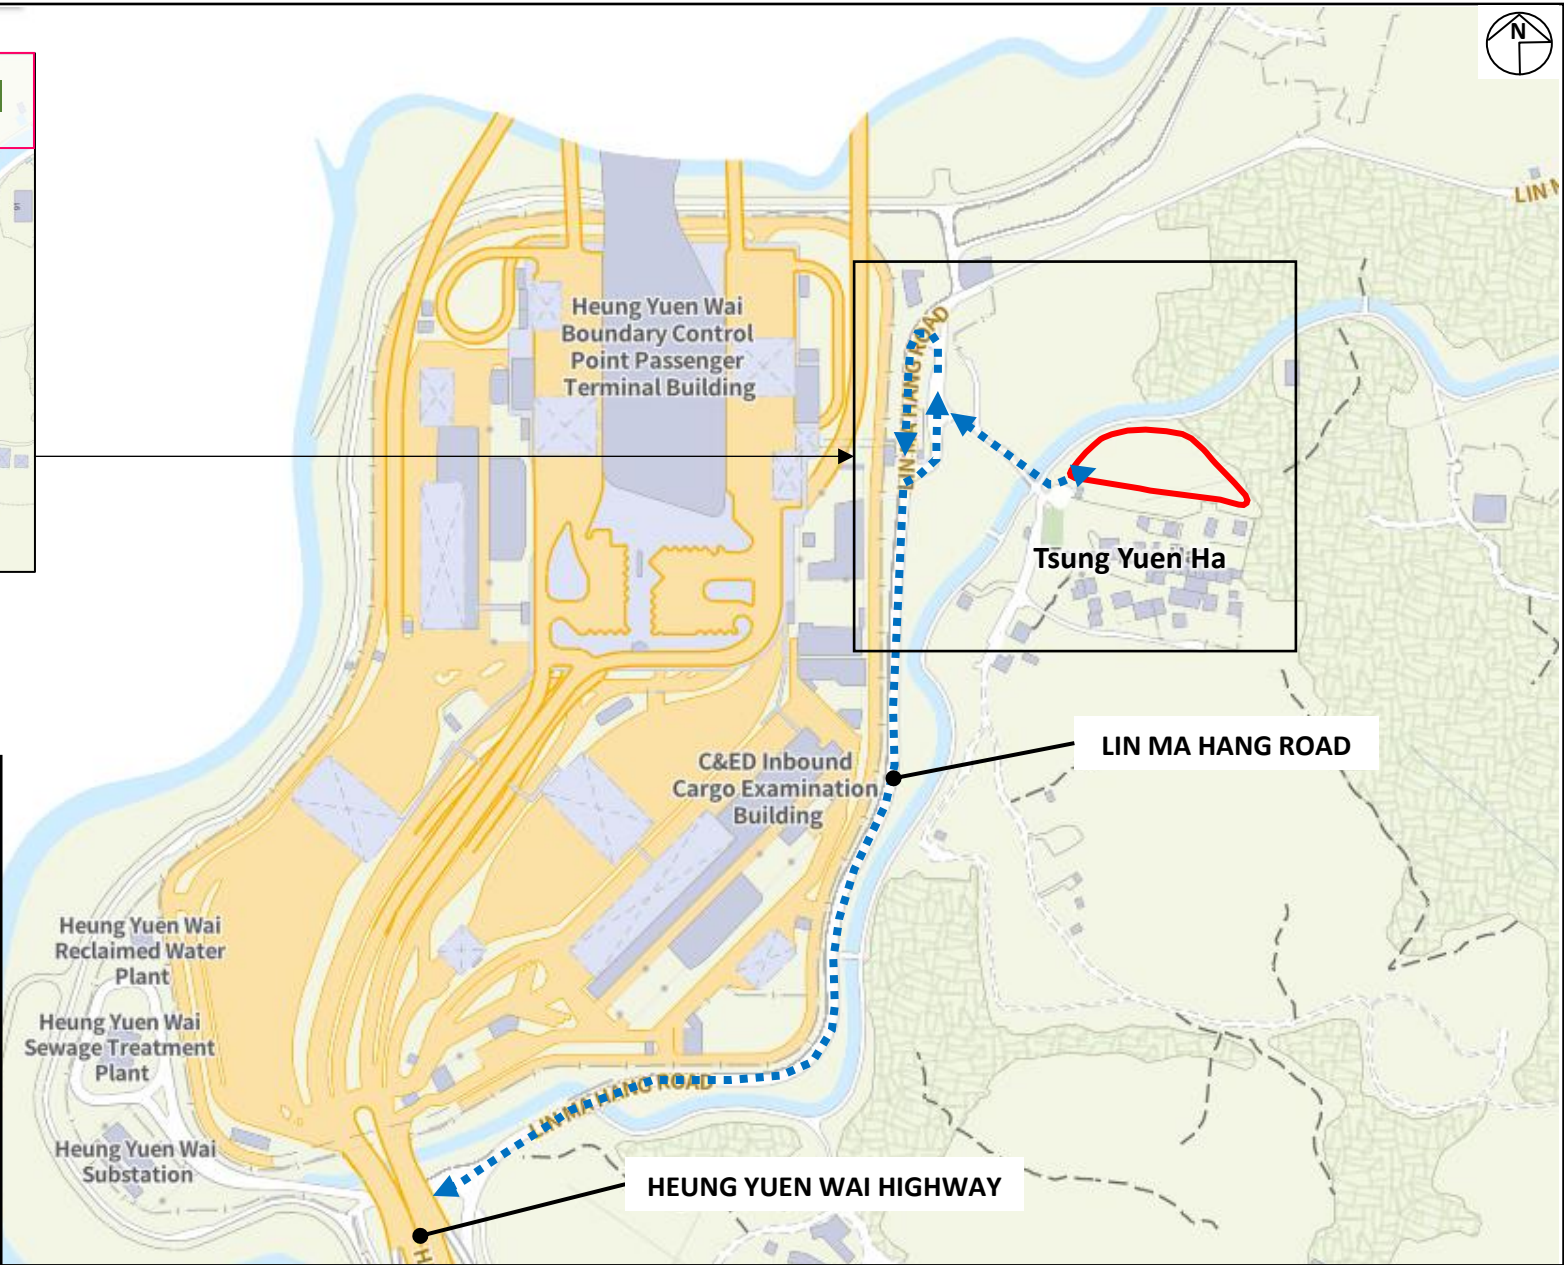 N
LIN
Heung Yuen Wai
Boundary Control
Point Passenger
Terminal Building
LIN MA HANG ROAD
Tsung Yuen Ha
LIN MA HANG ROAD
C&ED Inbound
Cargo Examination
Building
Heung Yuen Wai
Reclaimed Water
Plant
Heung Yuen Wai
Sewage Treatment
Plant
LIN MA HANG ROAD
Heung Yuen Wai
Substation
HEUNG YUEN WAI HIGHWAY
H